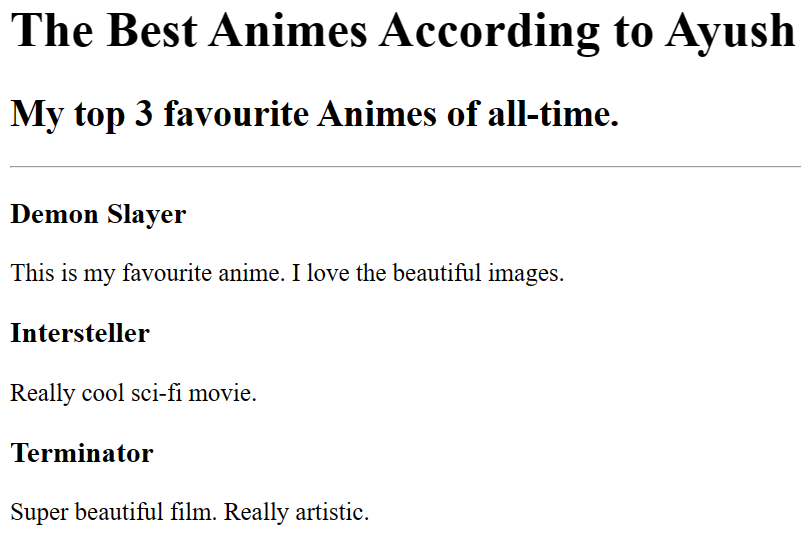 The Best Animes According to Ayush
My top 3 favourite Animes of all-time.
Demon Slayer
This is my favourite anime. I love the beautiful images.
Intersteller
Really cool sci-fi movie.
Terminator
Super beautiful film. Really artistic.